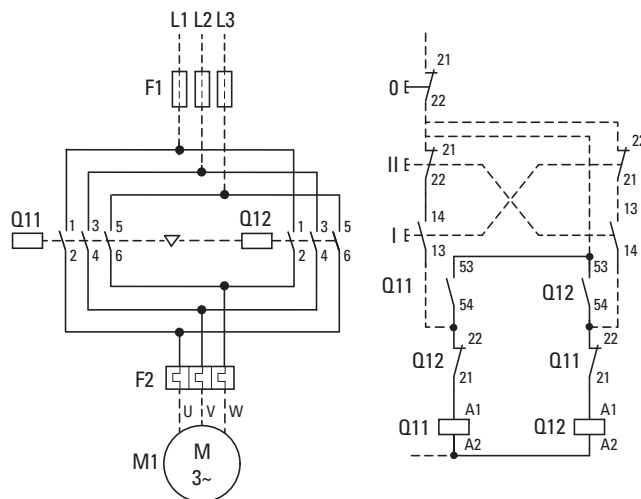 L1 L2 L3
F1
Q11 1 3 5 Q12 1 3 5
2 4 6 2 4 6
F2
U V W
M1 M
3~
21
0 22
21 22
II 22 21
14 13
I 13 14
Q11 53 53
54 Q12 54
22 22
Q12 21 Q11 21
Q11 A1 Q12 A1
A2 A2